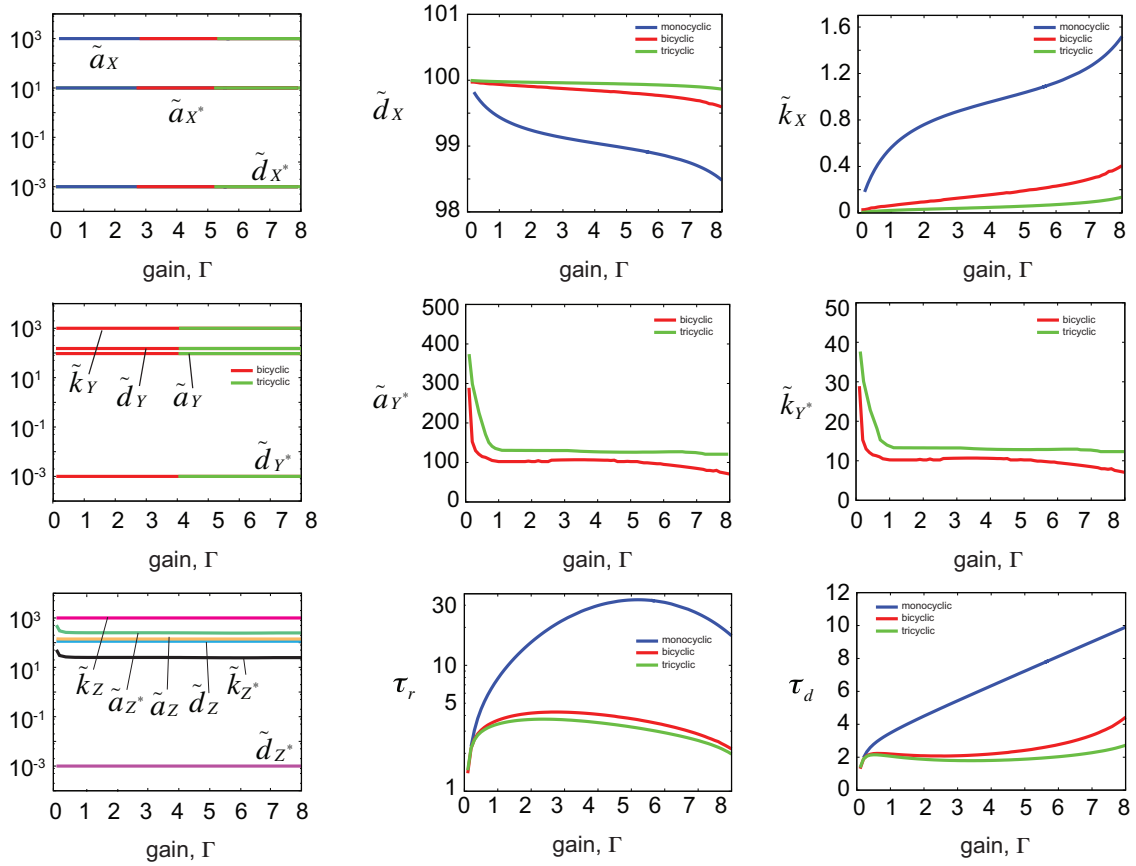 10³
10¹
10⁻¹
10⁻³
ã_X
ã_X*
d̃_X*
0 1 2 3 4 5 6 7 8
gain, Γ
101
100
99
98
d̃_X
monocyclic
bicyclic
tricyclic
0 1 2 3 4 5 6 7 8
gain, Γ
1.6
1.2
0.8
0.4
0
k̃_X
monocyclic
bicyclic
tricyclic
0 1 2 3 4 5 6 7 8
gain, Γ
10³
10¹
10⁻¹
10⁻³
k̃_Y
d̃_Y
ã_Y
bicyclic
tricyclic
d̃_Y*
0 1 2 3 4 5 6 7 8
gain, Γ
500
400
300
200
100
0
ã_Y*
bicyclic
tricyclic
0 1 2 3 4 5 6 7 8
gain, Γ
50
40
30
20
10
0
k̃_Y*
bicyclic
tricyclic
0 1 2 3 4 5 6 7 8
gain, Γ
10³
10¹
10⁻¹
10⁻³
k̃_Z
ã_Z*
ã_Z
d̃_Z
k̃_Z*
d̃_Z*
0 1 2 3 4 5 6 7 8
gain, Γ
30
10
5
1
τ_r
monocyclic
bicyclic
tricyclic
0 1 2 3 4 5 6 7 8
gain, Γ
12
10
8
6
4
2
0
τ_d
monocyclic
bicyclic
tricyclic
0 1 2 3 4 5 6 7 8
gain, Γ